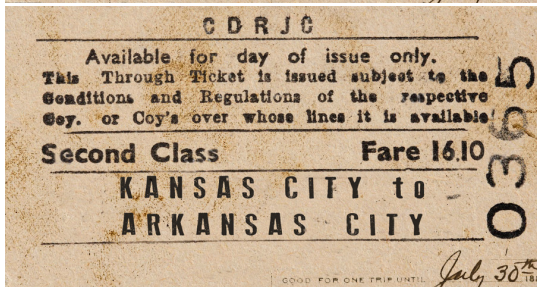 CDRJC
Available for day of issue only.
This Through Ticket is issued subject to the
Conditions and Regulations of the respective
Coy. or Coy's over whose lines it is available
Second Class Fare 16.10
KANSAS CITY to
ARKANSAS CITY
0365
GOOD FOR ONE TRIP UNTIL July 30th 18